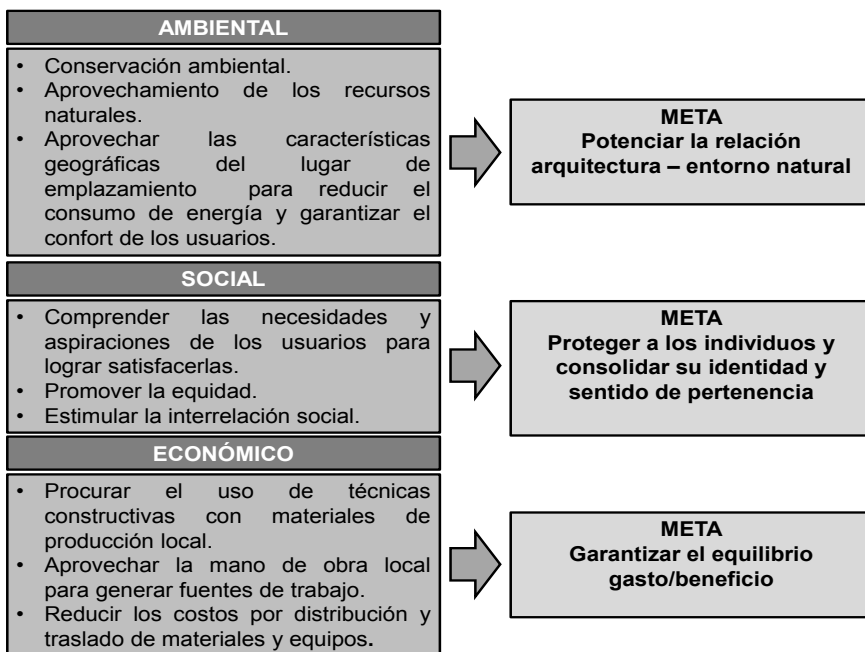 AMBIENTAL
• Conservación ambiental.
• Aprovechamiento de los recursos
naturales.
• Aprovechar las características
geográficas del lugar de
emplazamiento para reducir el
consumo de energía y garantizar el
confort de los usuarios.
META
Potenciar la relación
arquitectura – entorno natural
SOCIAL
• Comprender las necesidades y
aspiraciones de los usuarios para
lograr satisfacerlas.
• Promover la equidad.
• Estimular la interrelación social.
META
Proteger a los individuos y
consolidar su identidad y
sentido de pertenencia
ECONÓMICO
• Procurar el uso de técnicas
constructivas con materiales de
producción local.
• Aprovechar la mano de obra local
para generar fuentes de trabajo.
• Reducir los costos por distribución y
traslado de materiales y equipos.
META
Garantizar el equilibrio
gasto/beneficio